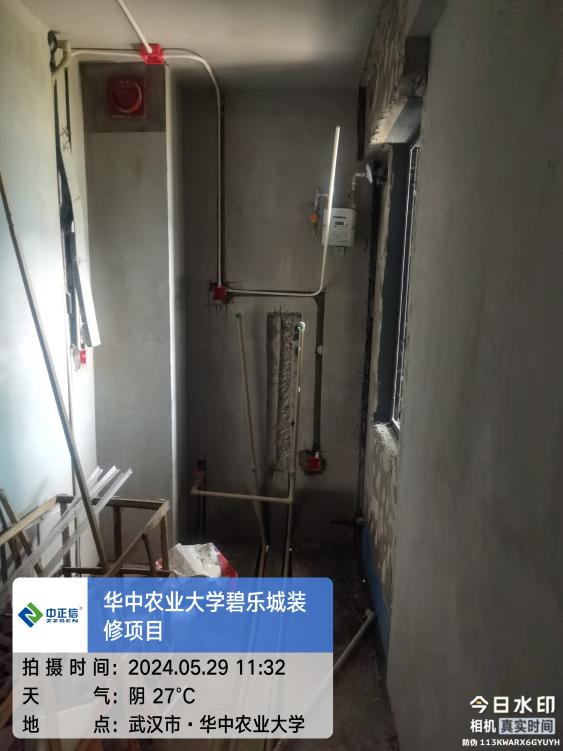 中正信®
ZZGEN
华中农业大学碧乐城装
修项目
拍摄时间：2024.05.29 11:32
天气：阴 27°C
地点：武汉市·华中农业大学
今日水印
相机 真实时间
防伪 113KWARX6GYUYH